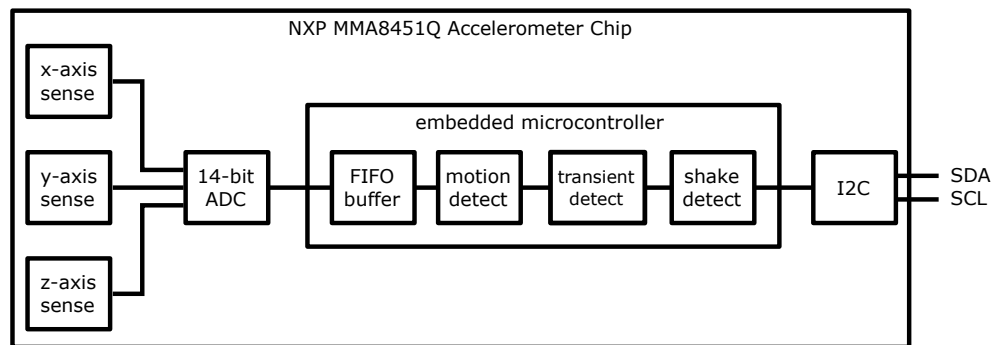 NXP MMA8451Q Accelerometer Chip
x-axis
sense
embedded microcontroller
y-axis
sense
14-bit
ADC
FIFO
buffer
motion
detect
transient
detect
shake
detect
I2C
SDA
SCL
z-axis
sense